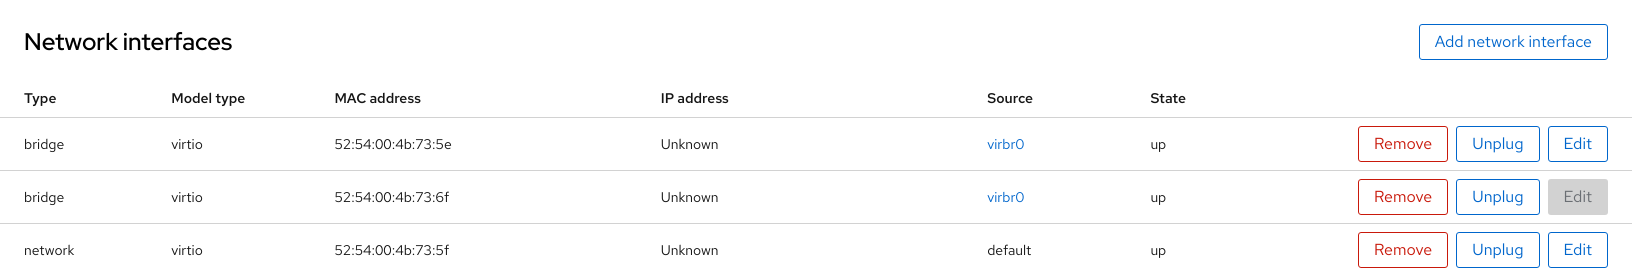 Network interfaces Add network interface
Type Model type MAC address IP address Source State
bridge virtio 52:54:00:4b:73:5e Unknown virbr0 up Remove Unplug Edit
bridge virtio 52:54:00:4b:73:6f Unknown virbr0 up Remove Unplug Edit
network virtio 52:54:00:4b:73:5f Unknown default up Remove Unplug Edit